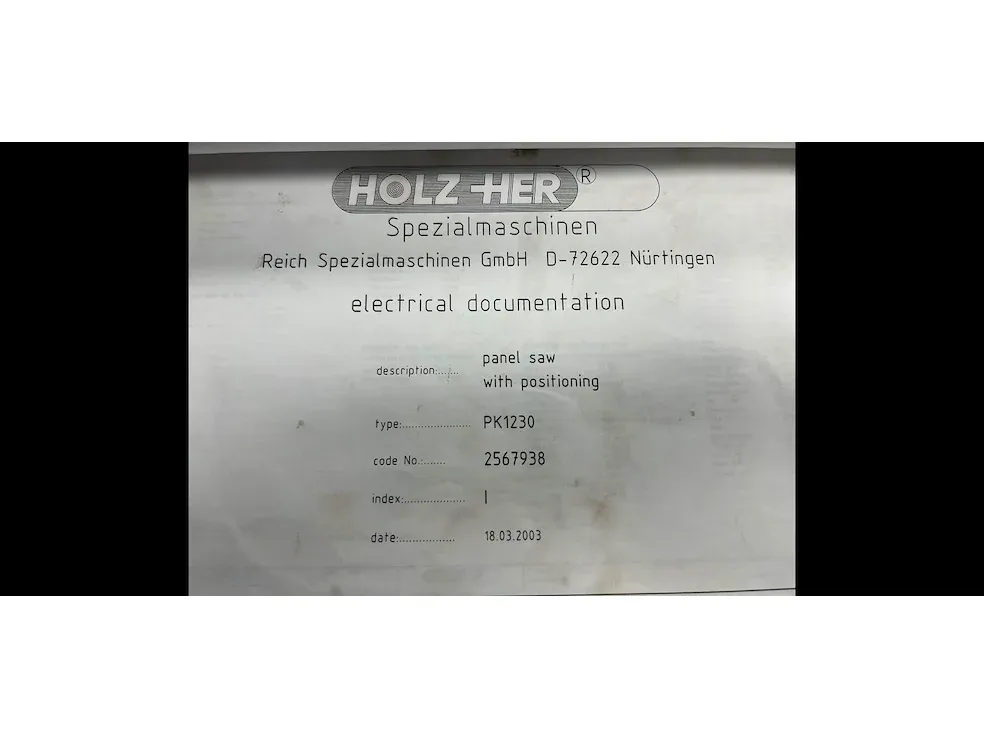 HOLZ-HER ®
Spezialmaschinen
Reich Spezialmaschinen GmbH D-72622 Nürtingen
electrical documentation
description:...... panel saw
with positioning
type:..................... PK1230
code No.:...... 2567938
index:................... I
date:................. 18.03.2003